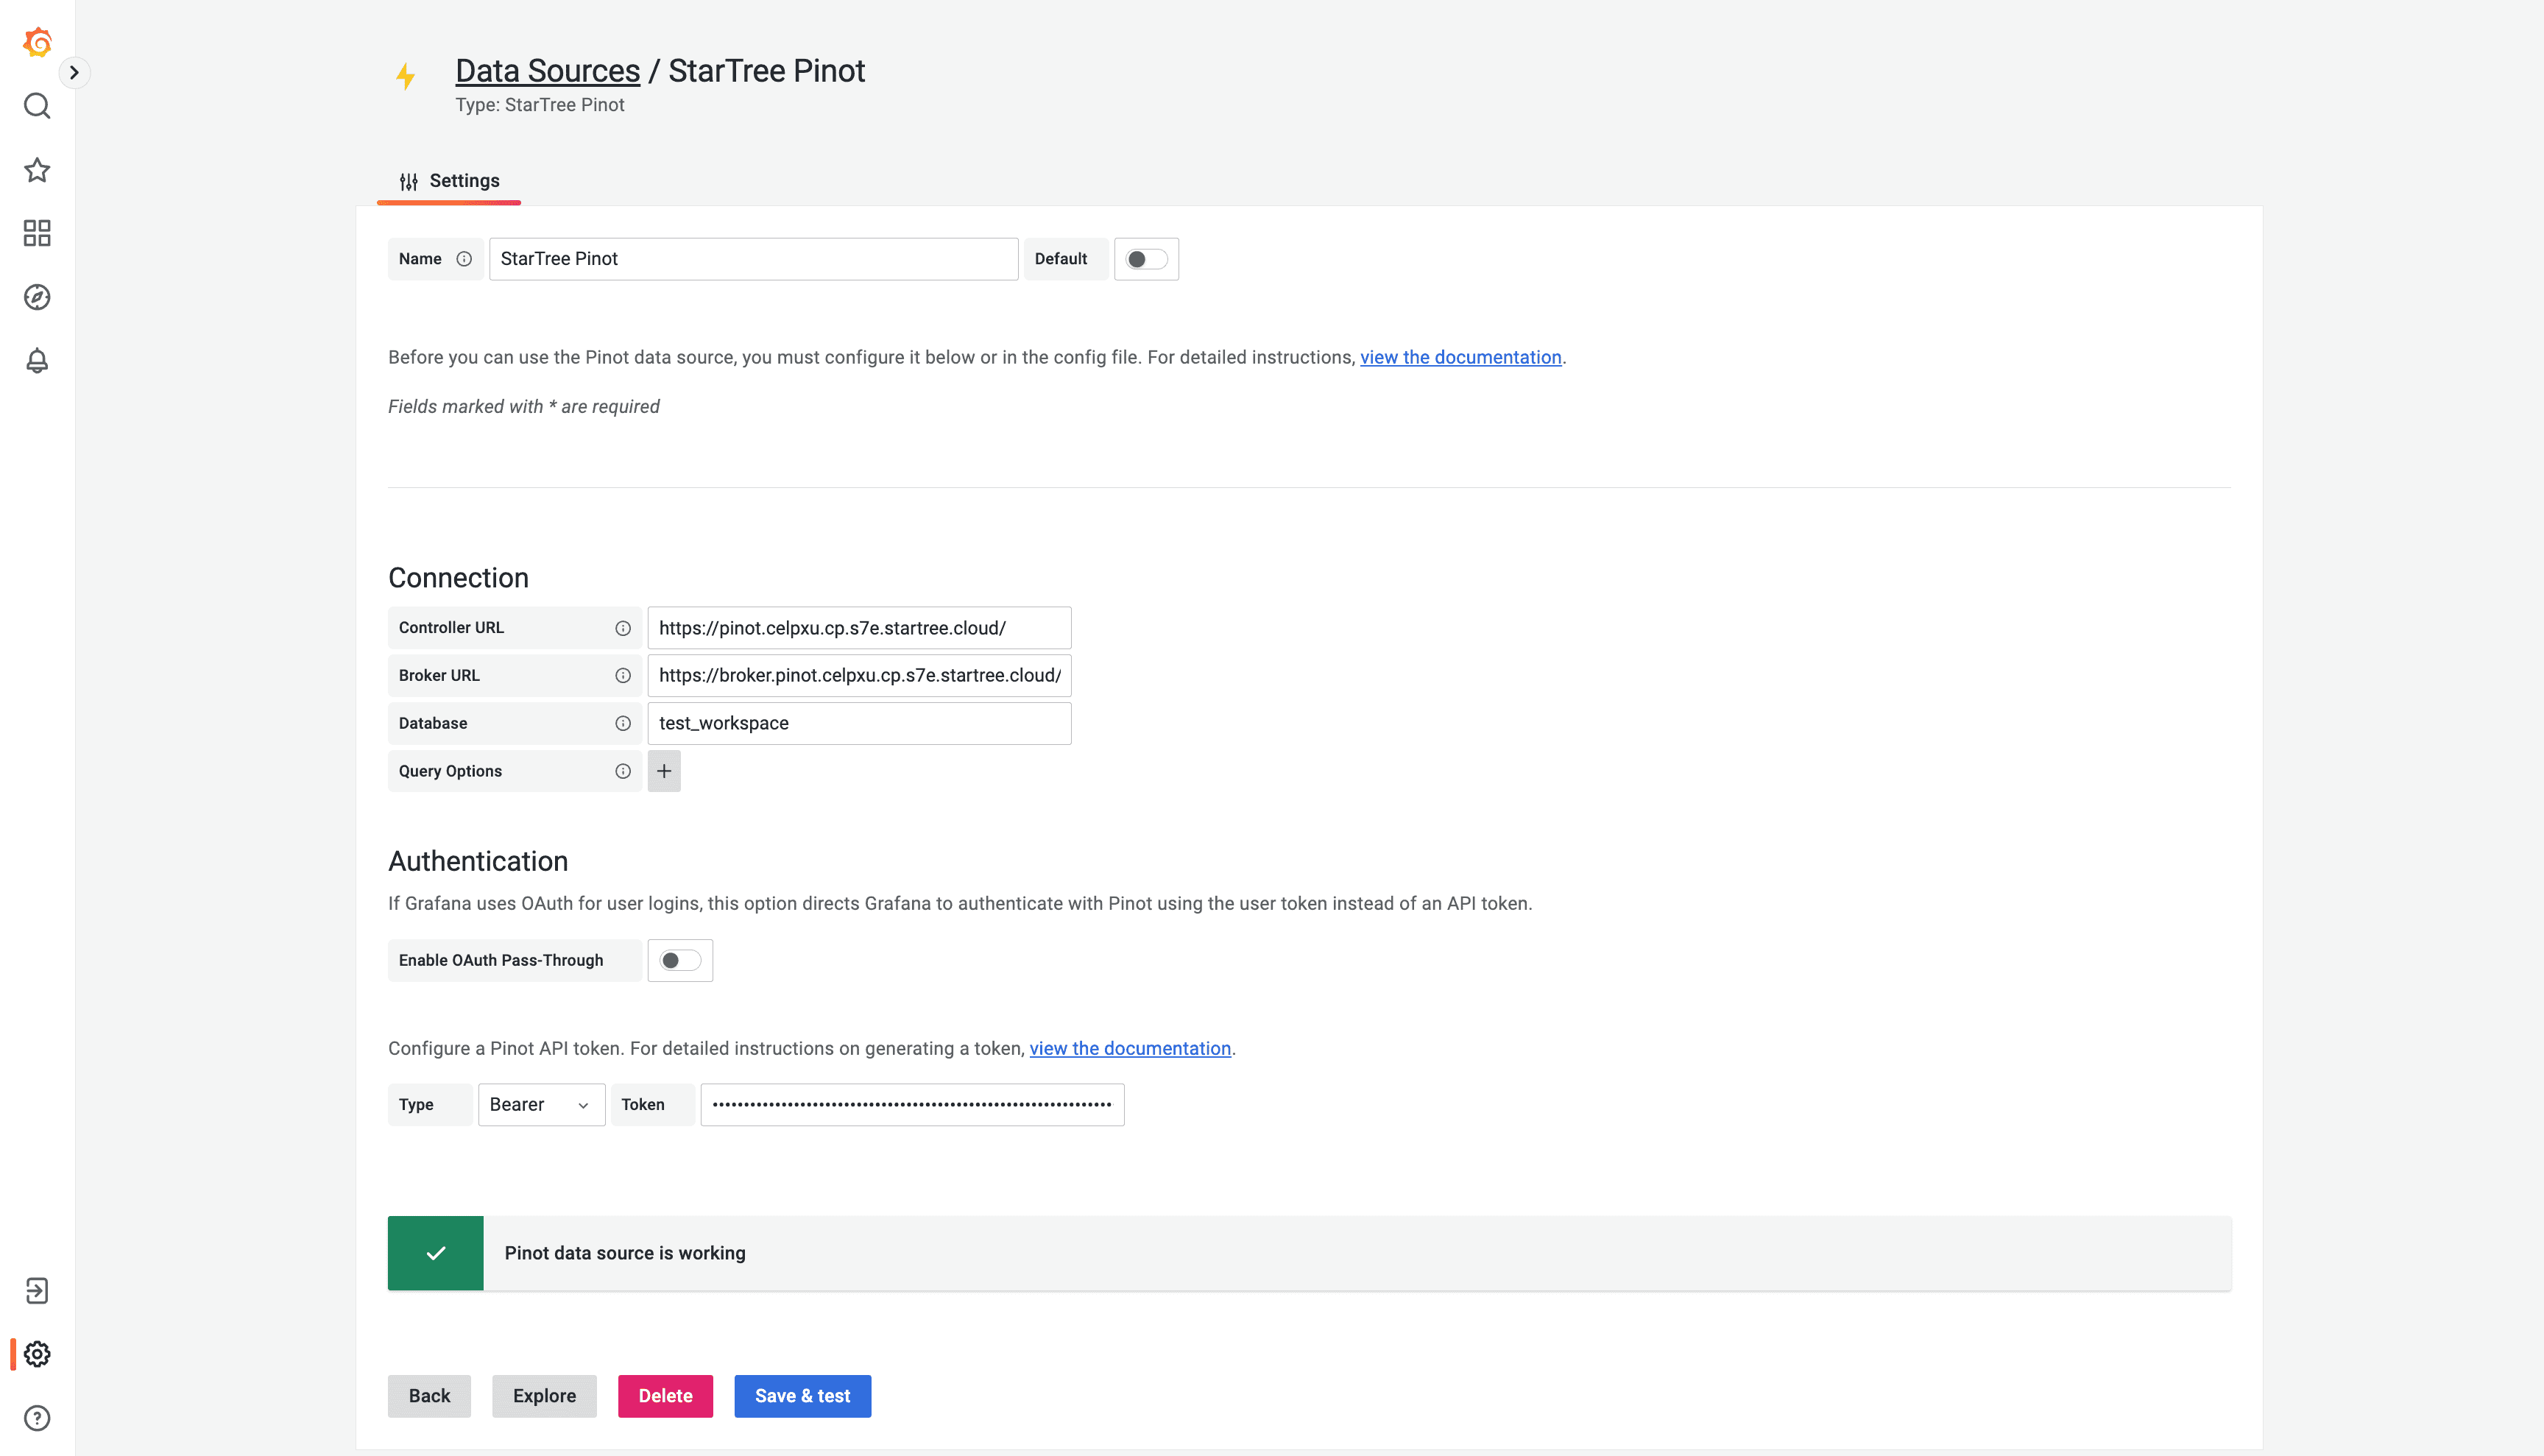 Data Sources / StarTree Pinot
Type: StarTree Pinot
Settings
Name StarTree Pinot Default
Before you can use the Pinot data source, you must configure it below or in the config file. For detailed instructions, view the documentation.
Fields marked with * are required
Connection
Controller URL https://pinot.celpxu.cp.s7e.startree.cloud/
Broker URL https://broker.pinot.celpxu.cp.s7e.startree.cloud/
Database test_workspace
Query Options +
Authentication
If Grafana uses OAuth for user logins, this option directs Grafana to authenticate with Pinot using the user token instead of an API token.
Enable OAuth Pass-Through
Configure a Pinot API token. For detailed instructions on generating a token, view the documentation.
Type Bearer Token ••••••••••••••••••••••••••••••••••••••••••••••••••••••••••••••••
Pinot data source is working
Back Explore Delete Save & test